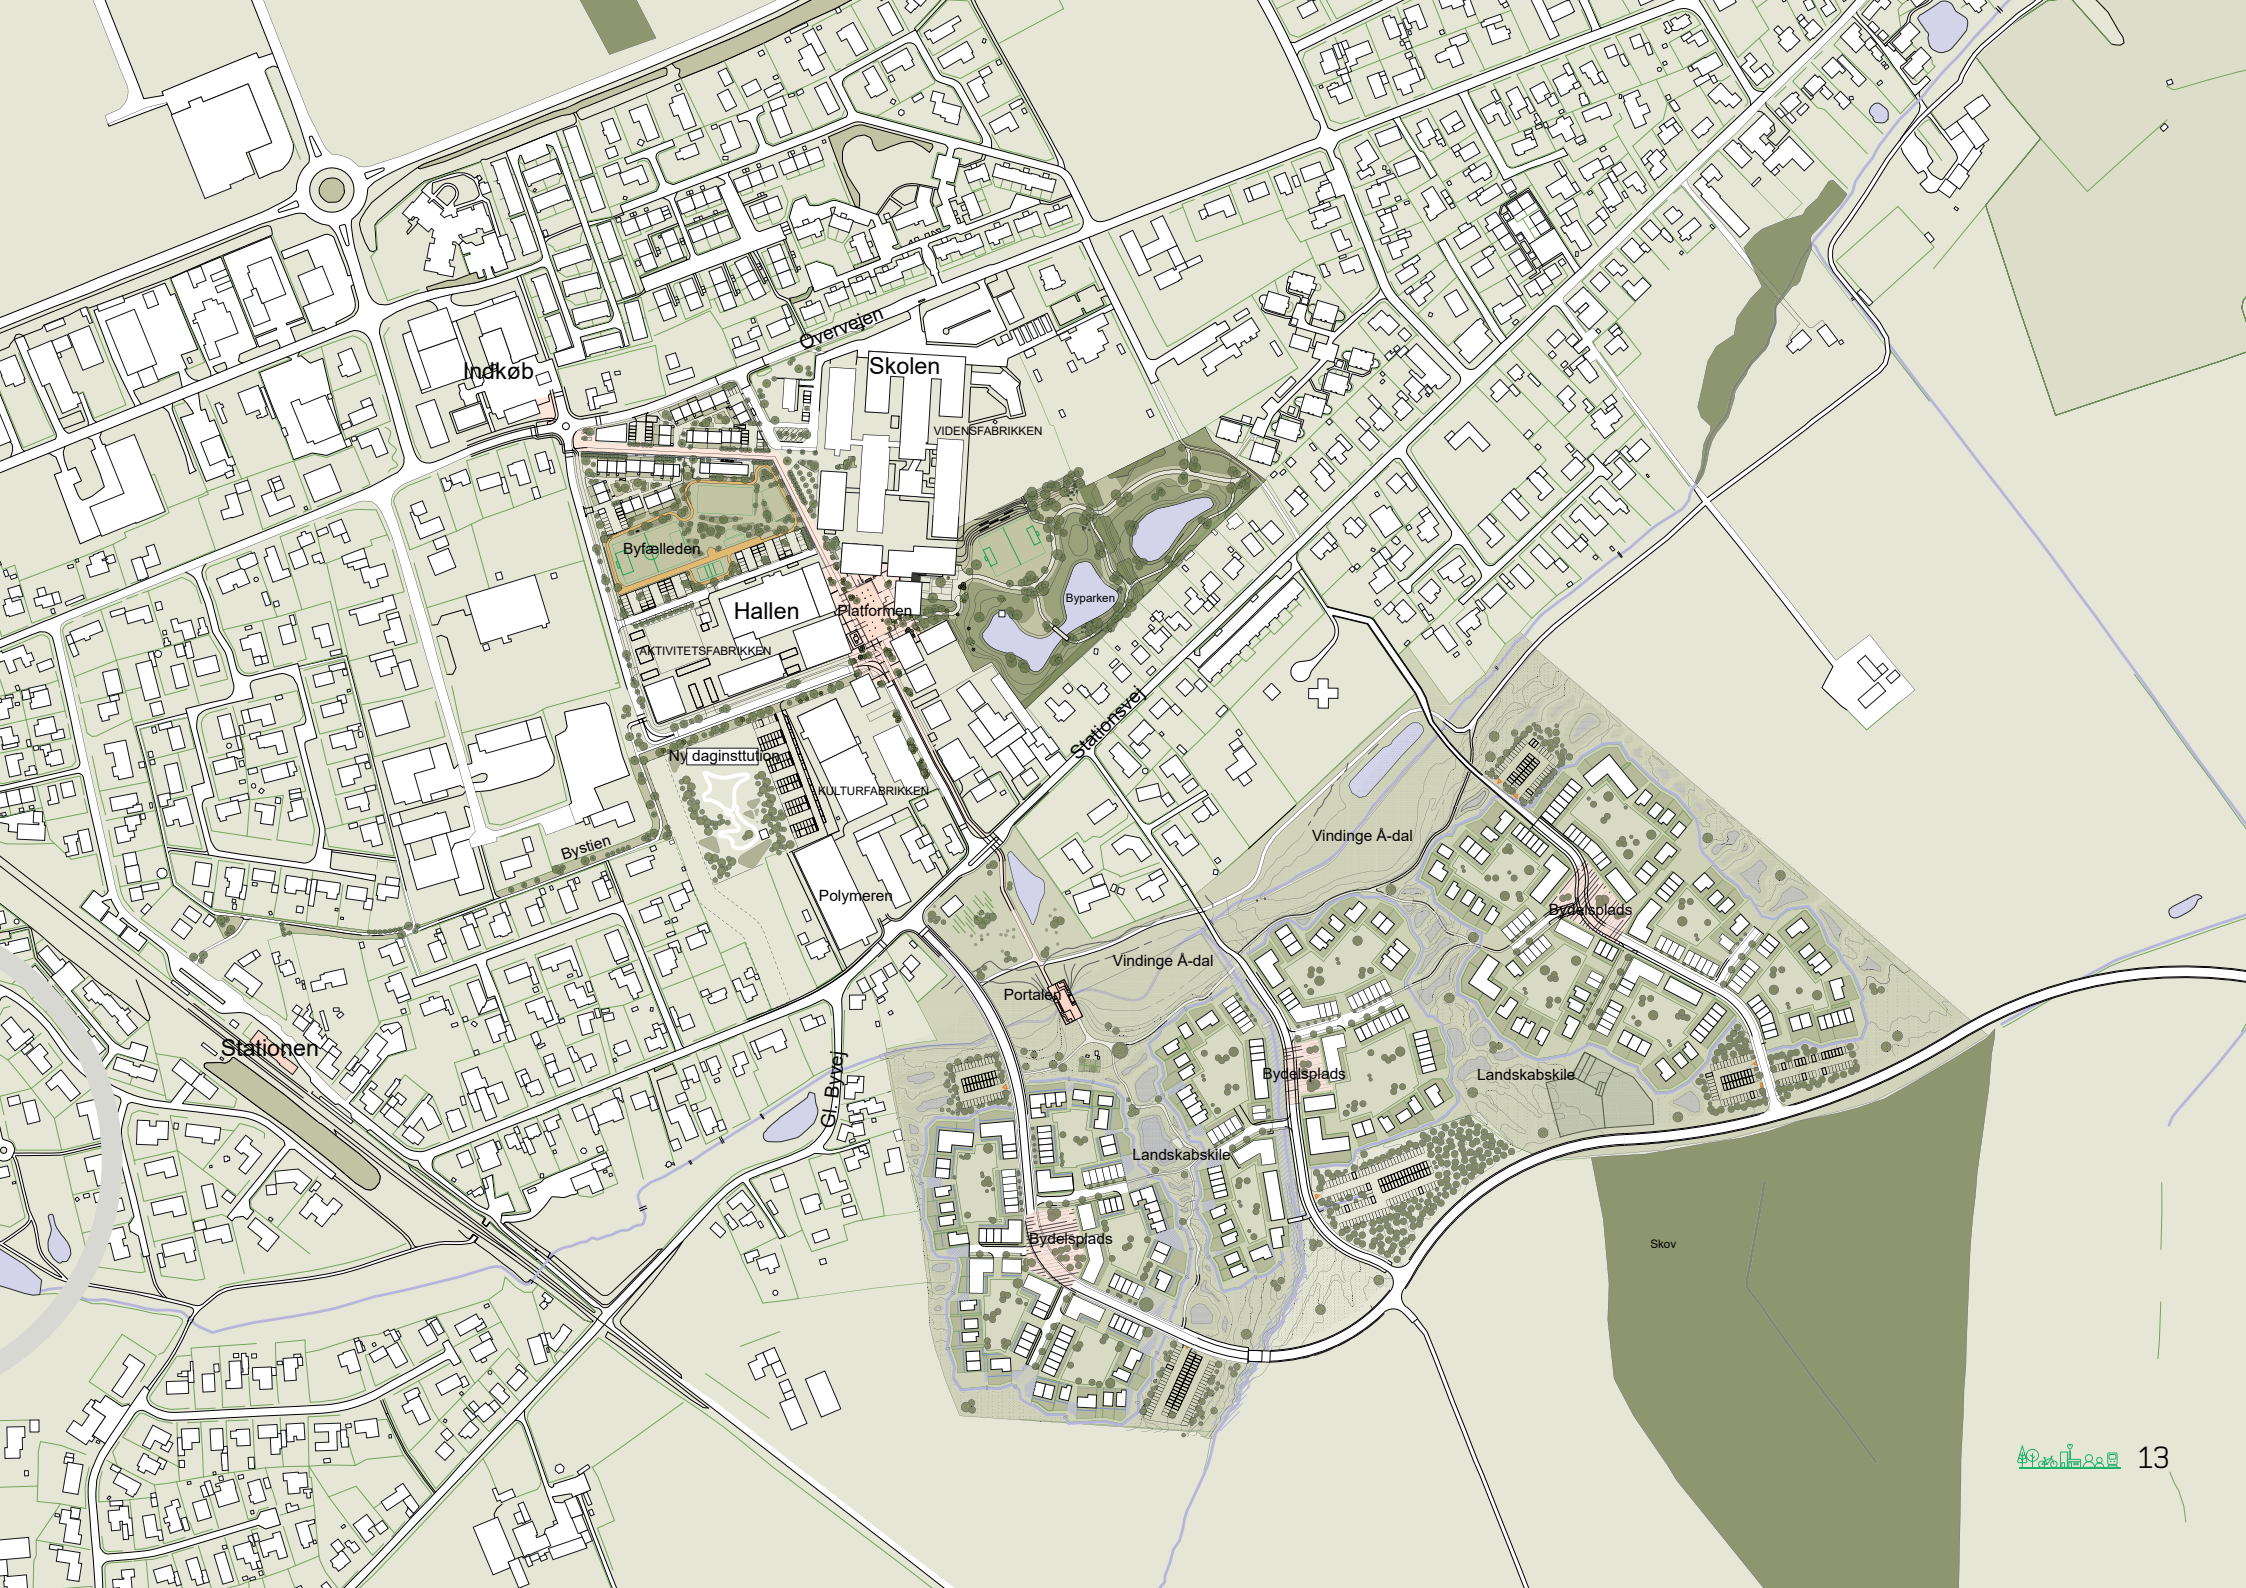 Overvejen
Indkøb
Skolen
VIDENSFABRIKKEN
Byfælleden
Byparken
Hallen
Platformen
AKTIVITETSFABRIKKEN
Stationsvej
Ny daginsttution
KULTURFABRIKKEN
Vindinge Å-dal
Bystien
Polymeren
Bydelsplads
Vindinge Å-dal
Portalen
Stationen
Gl. Byvej
Bydelsplads
Landskabskile
Landskabskile
Bydelsplads
Skov
13